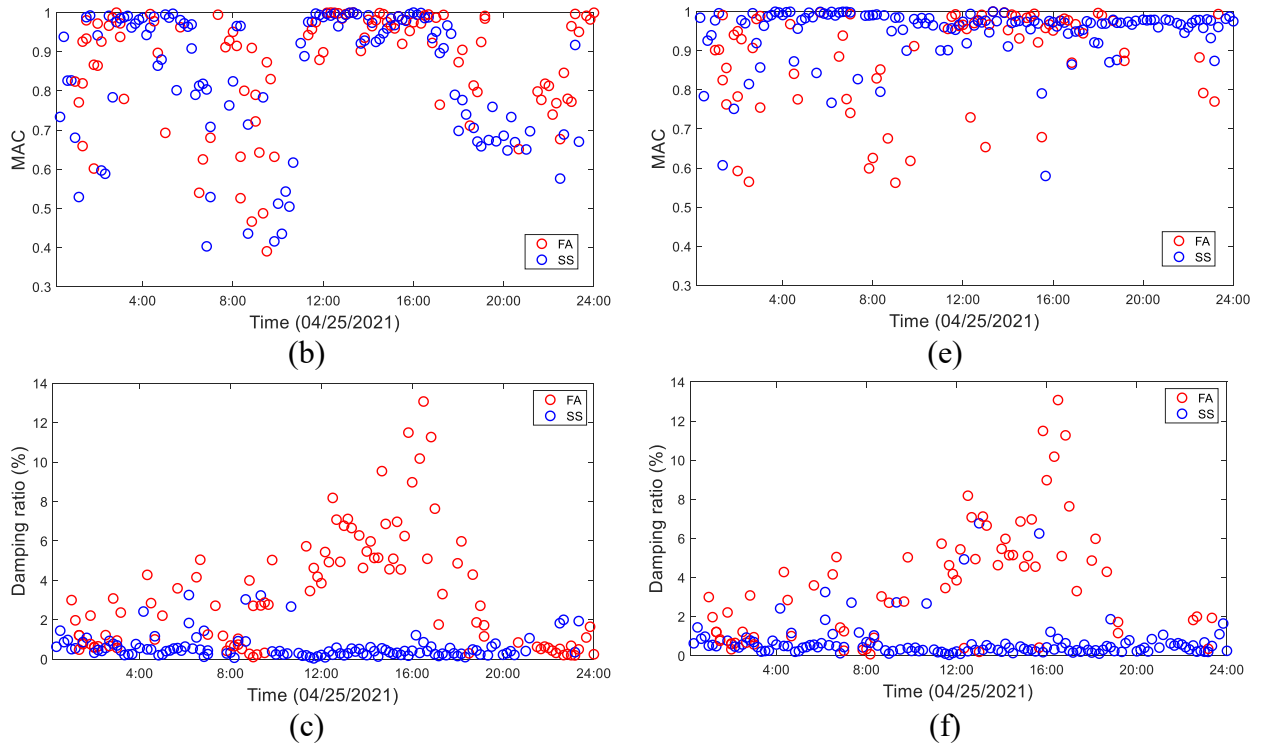 1
0.9
0.8
0.7
0.6
0.5
0.4
0.3
MAC
FA
SS
4:00 8:00 12:00 16:00 20:00 24:00
Time (04/25/2021)
(b)
1
0.9
0.8
0.7
0.6
0.5
0.4
0.3
MAC
FA
SS
4:00 8:00 12:00 16:00 20:00 24:00
Time (04/25/2021)
(e)
14
12
10
8
6
4
2
0
Damping ratio (%)
FA
SS
4:00 8:00 12:00 16:00 20:00 24:00
Time (04/25/2021)
(c)
14
12
10
8
6
4
2
0
Damping ratio (%)
FA
SS
4:00 8:00 12:00 16:00 20:00 24:00
Time (04/25/2021)
(f)